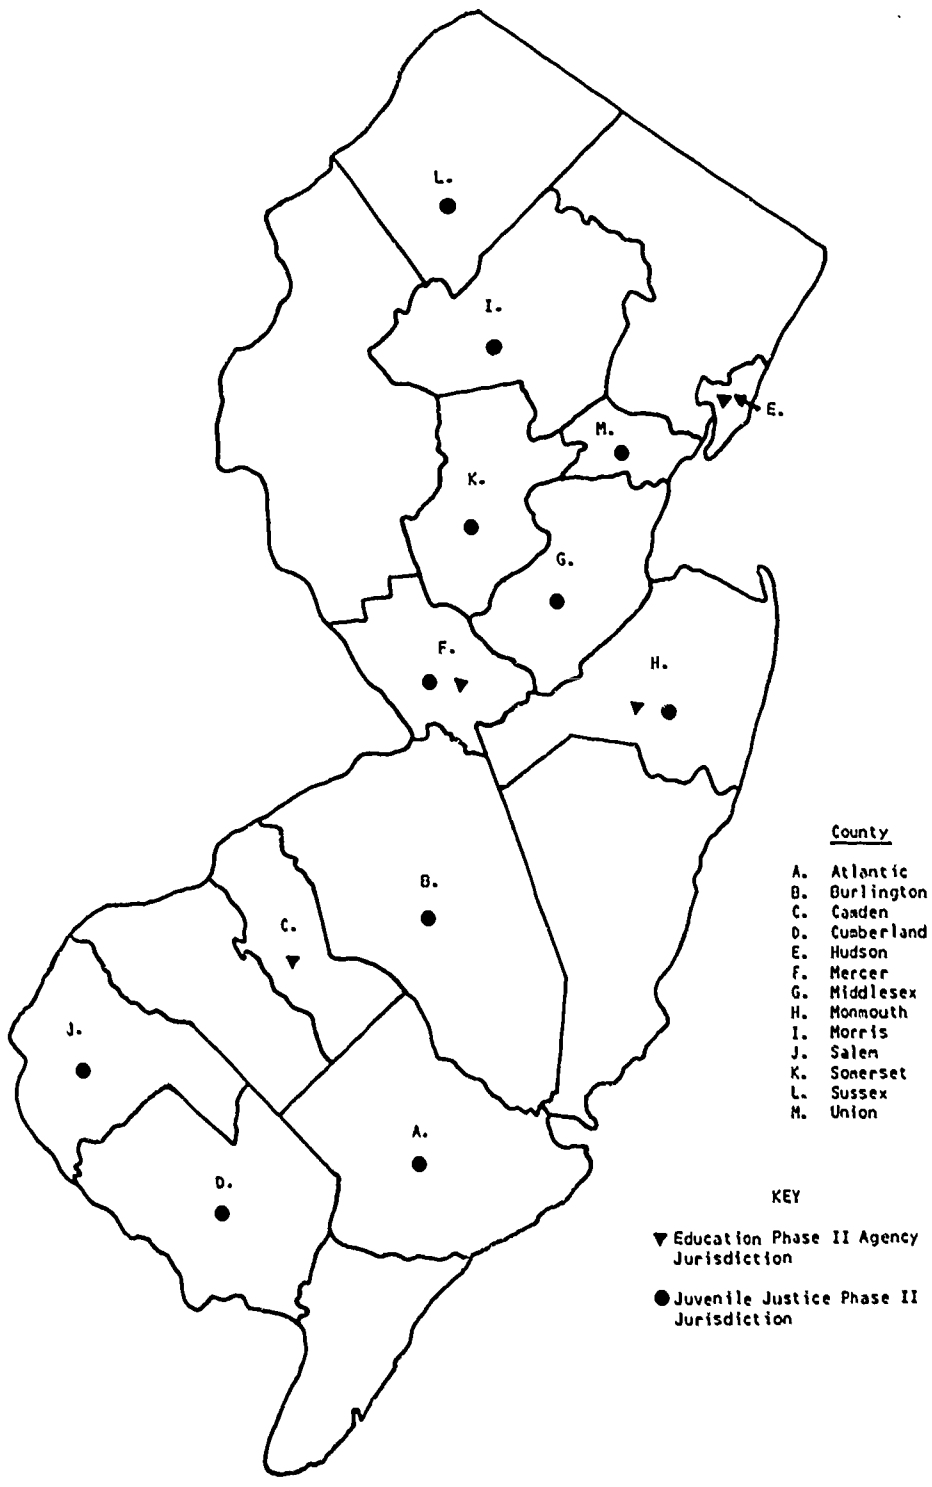 L.
I.
E.
M.
K.
G.
F.
H.
B.
C.
J.
A.
D.
County
A. Atlantic
B. Burlington
C. Camden
D. Cumberland
E. Hudson
F. Mercer
G. Middlesex
H. Monmouth
I. Morris
J. Salem
K. Somerset
L. Sussex
M. Union
KEY
▼ Education Phase II Agency
Jurisdiction
● Juvenile Justice Phase II
Jurisdiction